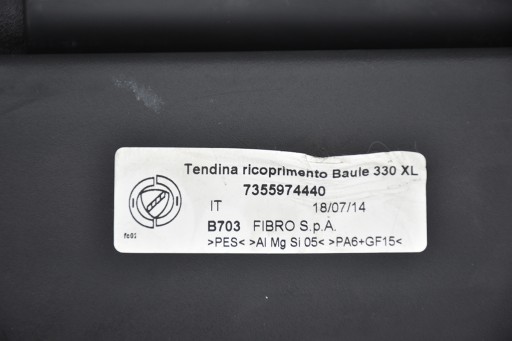 Tendina ricoprimento Baule 330 XL
7355974440
IT 18/07/14
B703 FIBRO S.p.A.
>PES< >Al Mg Si 05< >PA6+GF15<